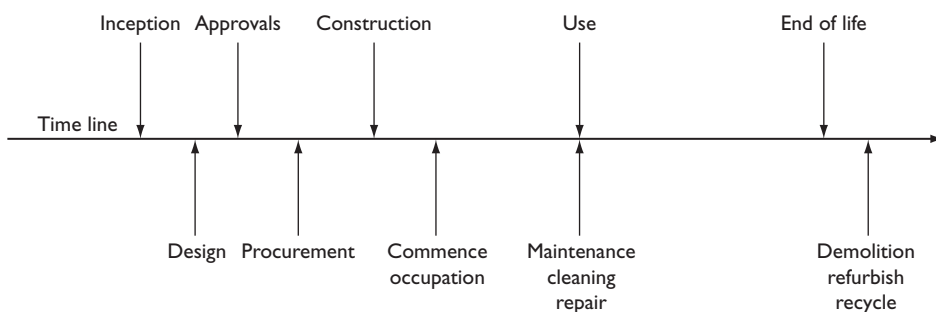 Inception Approvals Construction Use End of life
Time line
Design Procurement Commence Maintenance Demolition
occupation cleaning refurbish
repair recycle